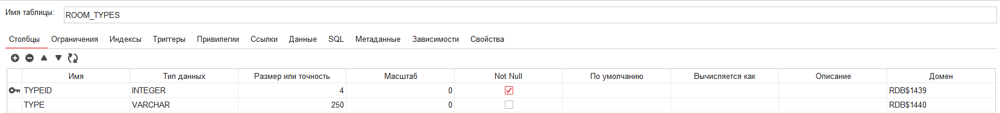 Имя таблицы: ROOM_TYPES
Столбцы Ограничения Индексы Триггеры Привилегии Ссылки Данные SQL Метаданные Зависимости Свойства
Имя Тип данных Размер или точность Масштаб Not Null По умолчанию Вычисляется как Описание Домен
TYPEID INTEGER 4 0 RDB$1439
TYPE VARCHAR 250 0 RDB$1440